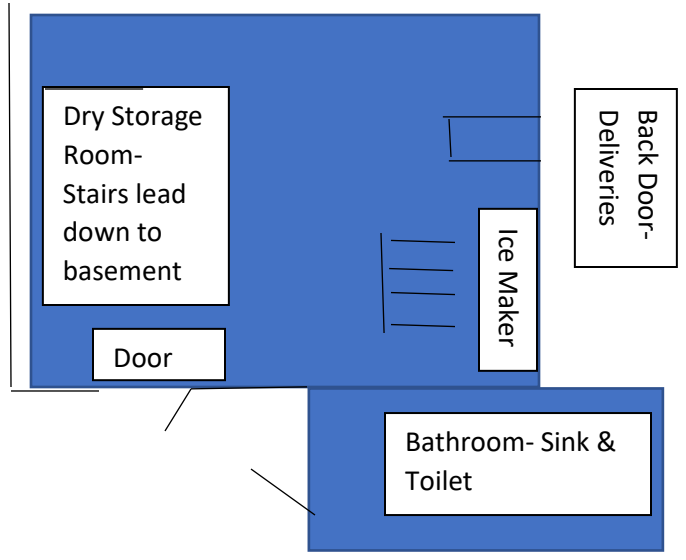 Dry Storage
Room-
Stairs lead
down to
basement
Back Door-
Deliveries
Ice Maker
Door
Bathroom- Sink &
Toilet